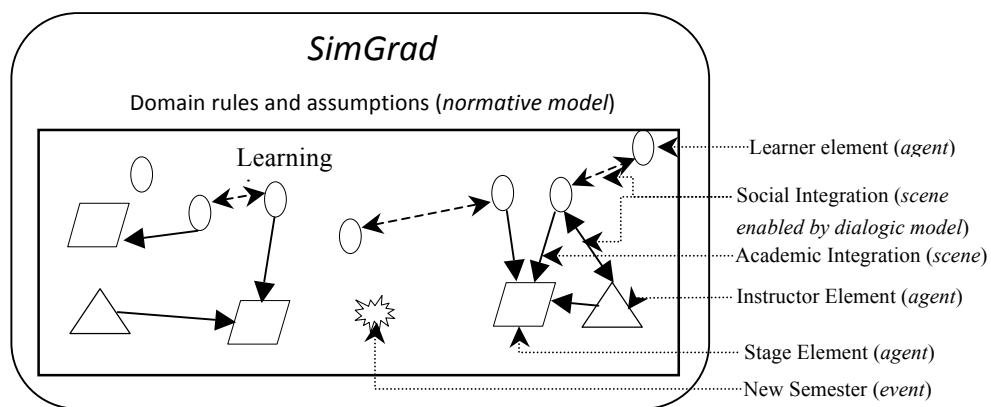 SimGrad
Domain rules and assumptions (normative model)
Learning
Learner element (agent)
Social Integration (scene
enabled by dialogic model)
Academic Integration (scene)
Instructor Element (agent)
Stage Element (agent)
New Semester (event)